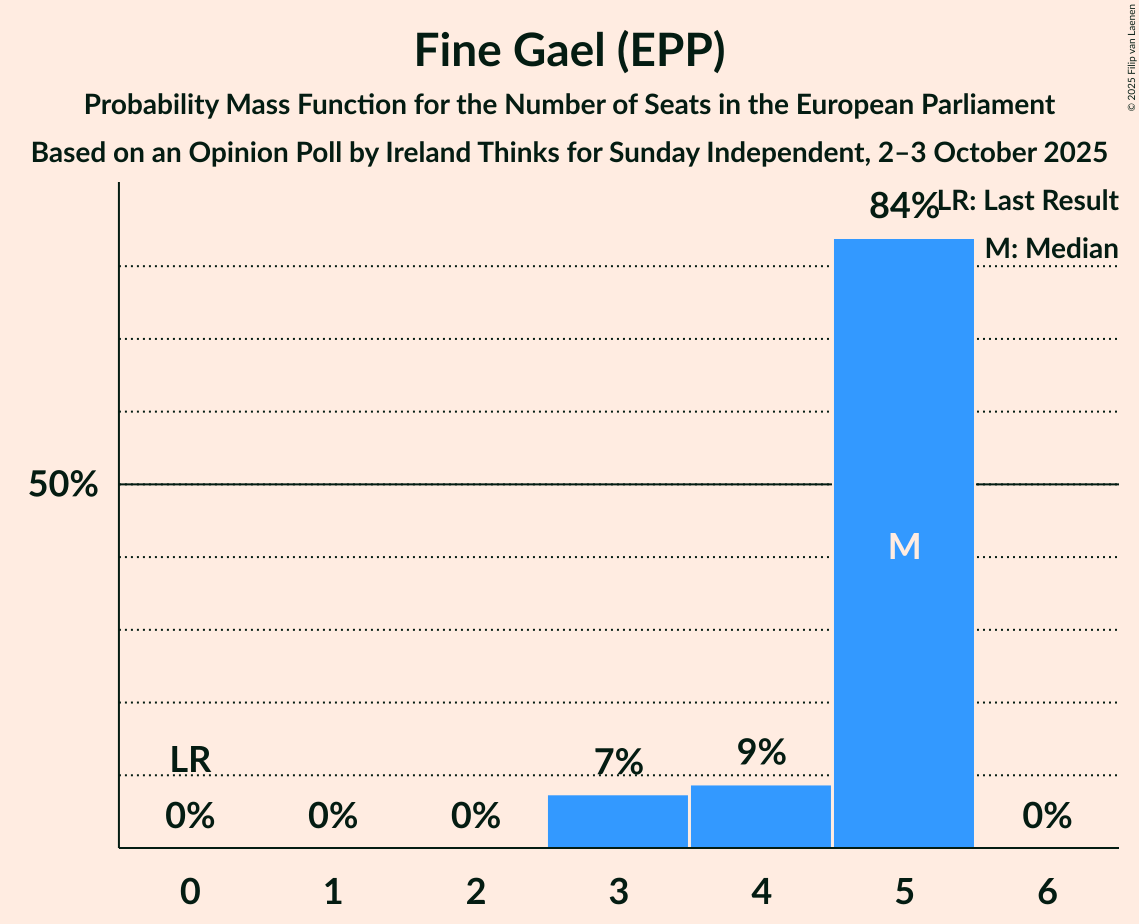 Fine Gael (EPP)
Probability Mass Function for the Number of Seats in the European Parliament
Based on an Opinion Poll by Ireland Thinks for Sunday Independent, 2–3 October 2025
© 2025 Filip van Laenen
LR: Last Result
M: Median
84%
50%
M
LR
7%
9%
0%
0%
0%
0%
0
1
2
3
4
5
6